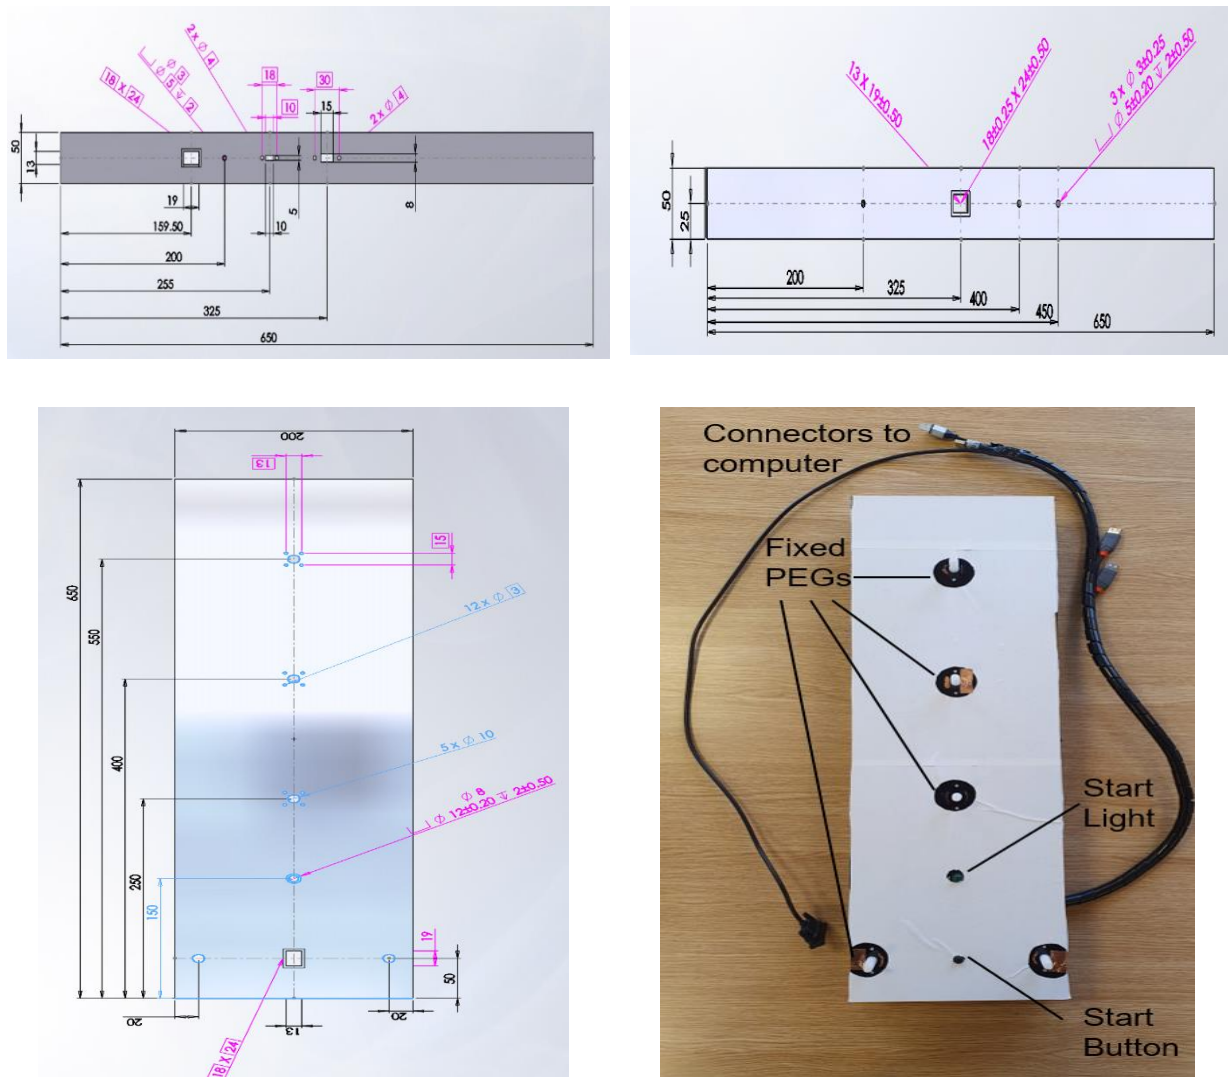 2 x Ø 4
Ø 3
⌴ Ø 5 ↧ 2
18 X 24
18
10
30
15
2 x Ø 4
50
13
19
5
10
8
159.50
200
255
325
650
13 X 19±0.50
18±0.25 X 24±0.50
3 x Ø 3±0.25
⌴ Ø 5±0.20 ↧ 2±0.50
50
25
200
325
400
450
650
200
13
15
650
550
12 x Ø 3
400
5 x Ø 10
Ø 8
⌴ Ø 12±0.20 ↧ 2±0.50
250
150
19
50
20
13
20
18 X 24
Connectors to
computer
Fixed
PEGs
Start
Light
Start
Button